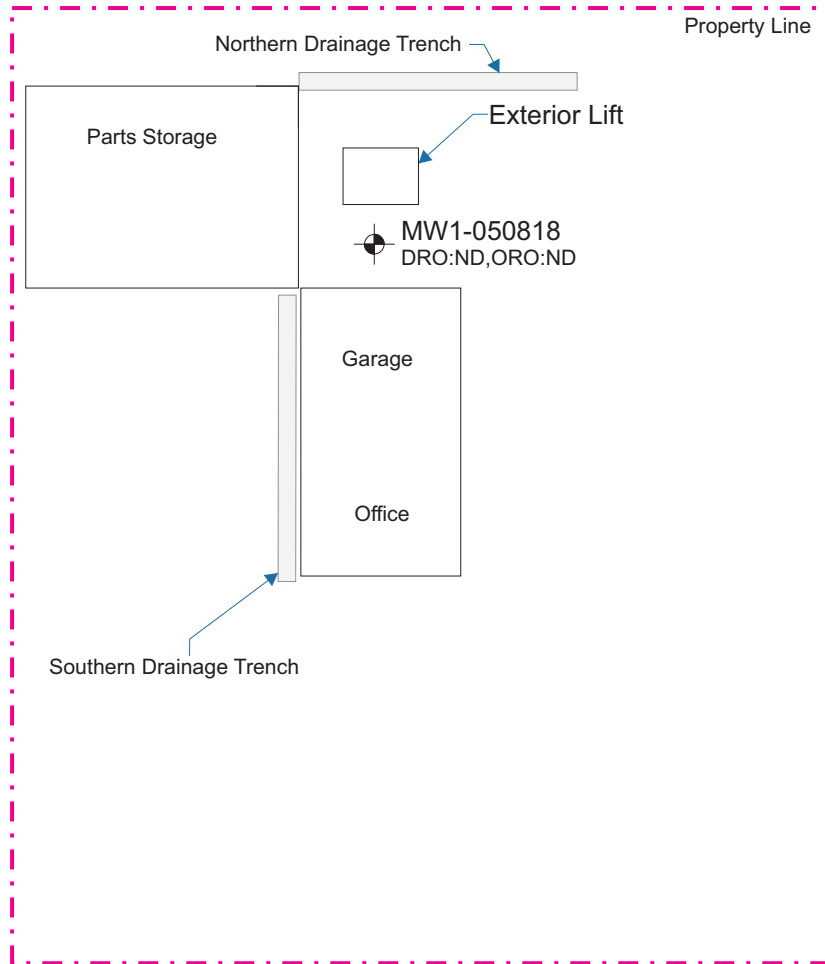 Property Line
Northern Drainage Trench
Exterior Lift
Parts Storage
MW1-050818
DRO:ND,ORO:ND
Garage
Office
Southern Drainage Trench